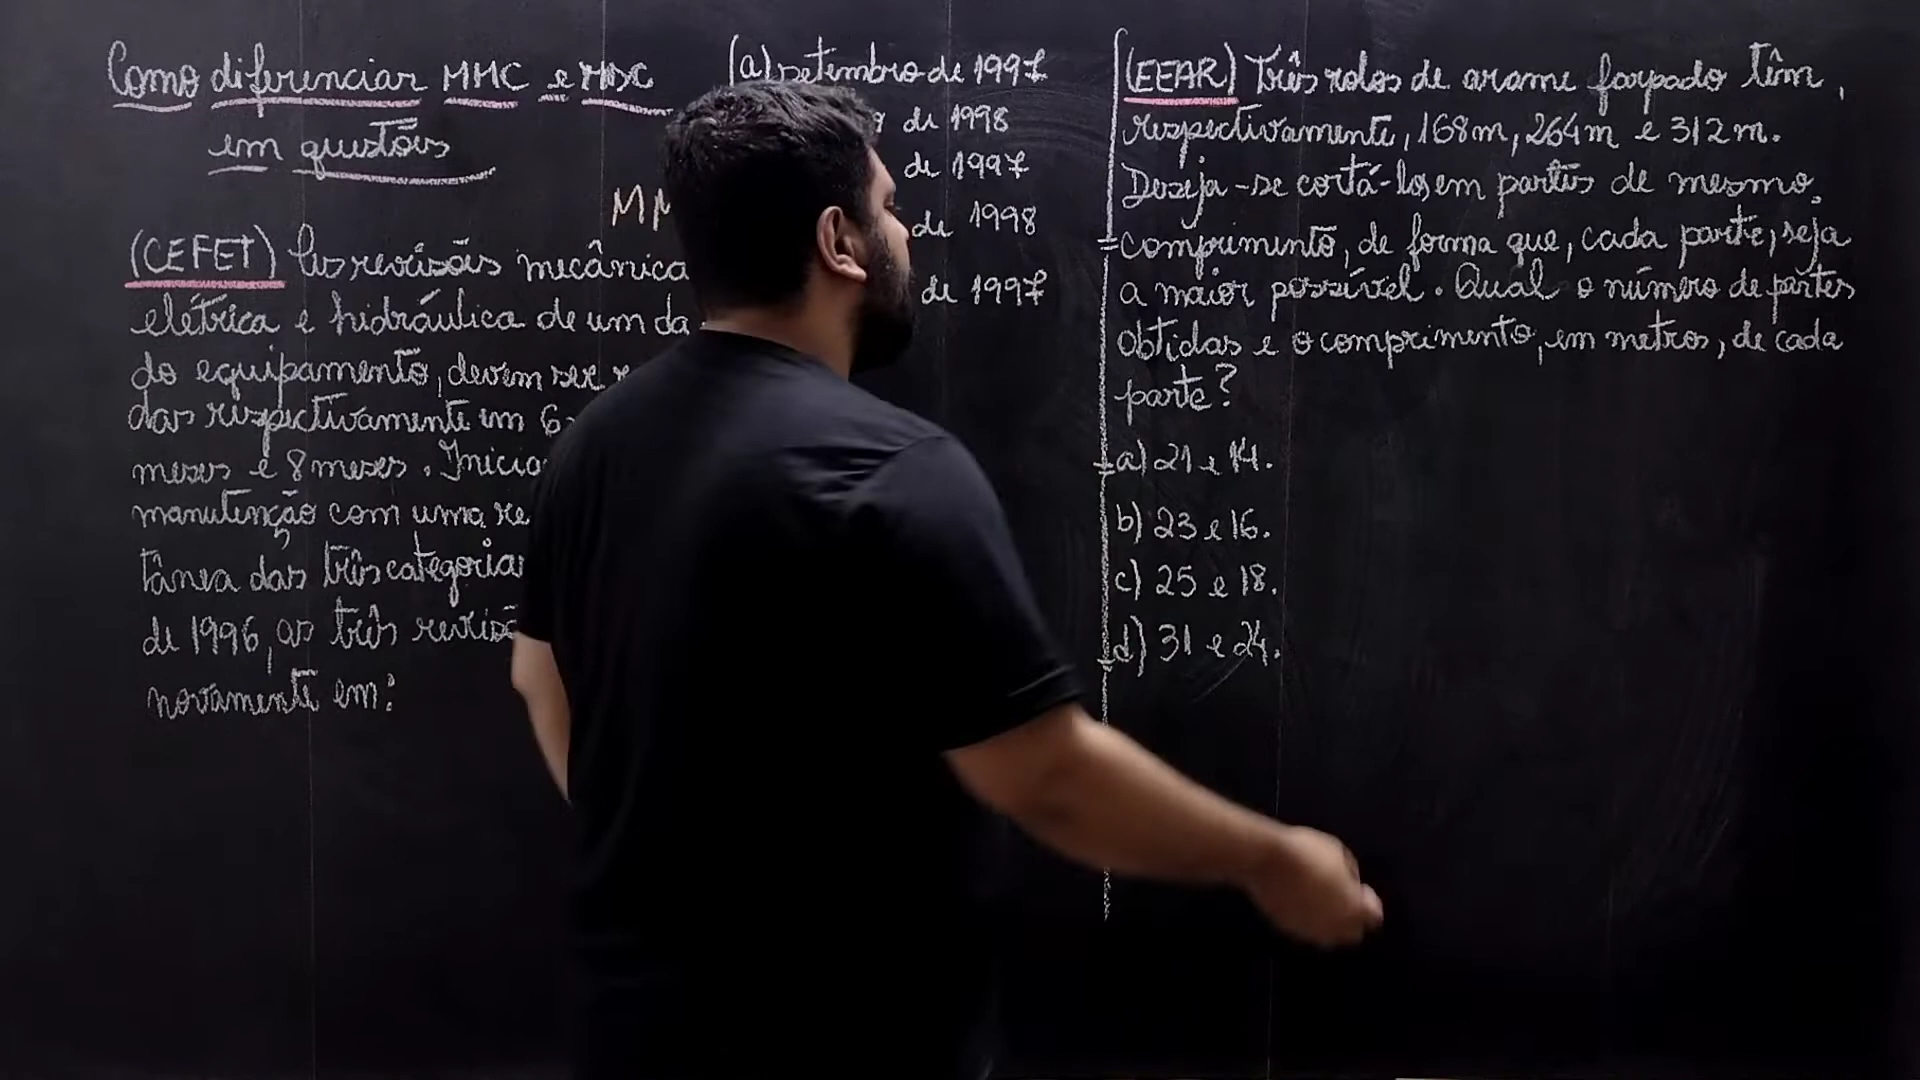 Como diferenciar MMC e MDC
em questões
(CEFET) As revisões mecânica
elétrica e hidráulica de um da
do equipamento, devem ser
das respectivamente em 6
meses e 8 meses. Inicia
manutenção com uma re
tânea das três categorias
de 1996, as três revisõ
novamente em:
MM
(a) setembro de 1997
de 1998
de 1997
de 1998
de 1997
(EEAR) Três rolos de arame farpado têm,
respectivamente, 168m, 264m e 312m.
Deseja-se cortá-los em partes de mesmo
comprimento, de forma que, cada parte, seja
a maior possível. Qual o número de partes
obtidas e o comprimento, em metros, de cada
parte?
a) 21 e 14.
b) 23 e 16.
c) 25 e 18.
d) 31 e 24.